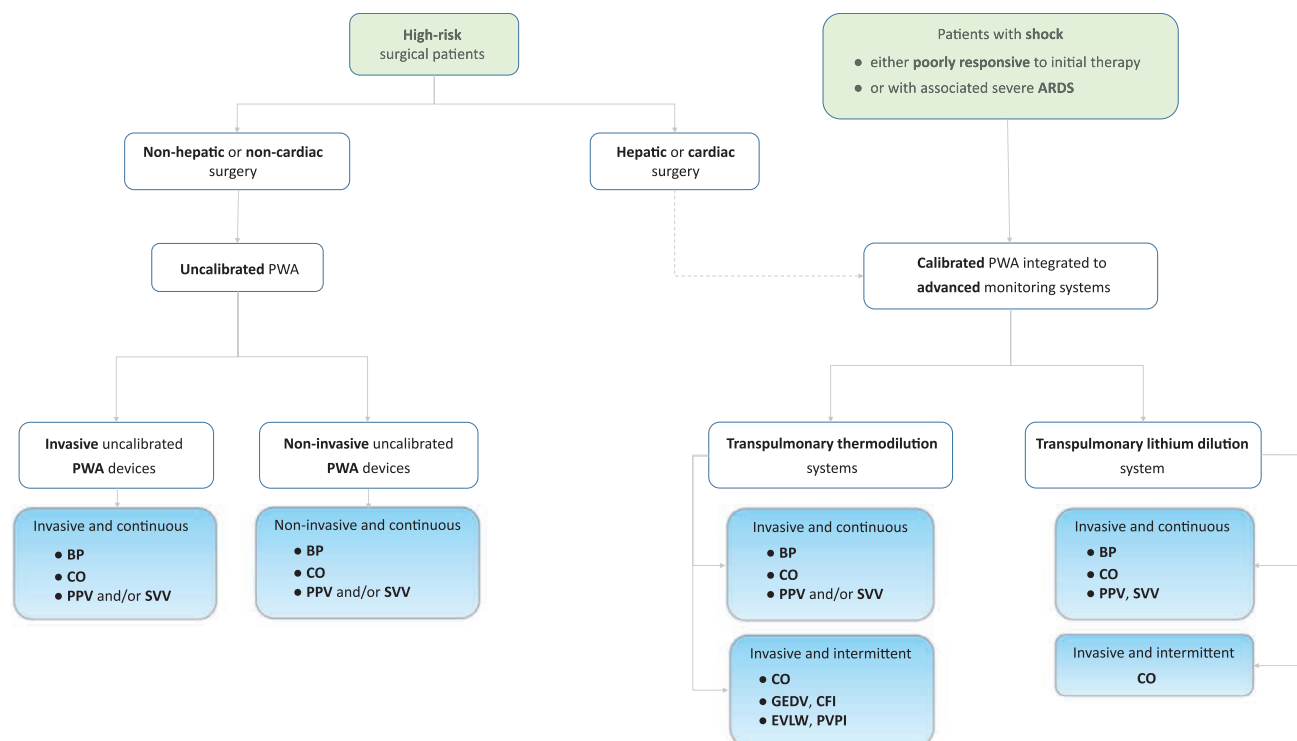 High-risk
surgical patients
Patients with shock
● either poorly responsive to initial therapy
● or with associated severe ARDS
Non-hepatic or non-cardiac
surgery
Hepatic or cardiac
surgery
Uncalibrated PWA
Calibrated PWA integrated to
advanced monitoring systems
Invasive uncalibrated
PWA devices
Non-invasive uncalibrated
PWA devices
Transpulmonary thermodilution
systems
Transpulmonary lithium dilution
system
Invasive and continuous
● BP
● CO
● PPV and/or SVV
Non-invasive and continuous
● BP
● CO
● PPV and/or SVV
Invasive and continuous
● BP
● CO
● PPV and/or SVV
Invasive and continuous
● BP
● CO
● PPV, SVV
Invasive and intermittent
● CO
● GEDV, CFI
● EVLW, PVPI
Invasive and intermittent
CO